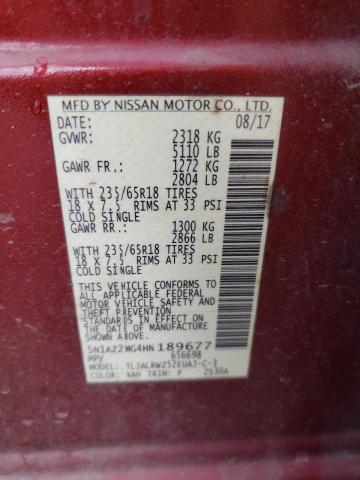 MFD BY NISSAN MOTOR CO., LTD.
DATE: 08/17
GVWR: 2318 KG
5110 LB
GAWR FR.: 1272 KG
2804 LB
WITH 235/65R18 TIRES
18 X 7.5 RIMS AT 33 PSI
COLD SINGLE
GAWR RR.: 1300 KG
2866 LB
WITH 235/65R18 TIRES
18 X 7.5 RIMS AT 33 PSI
COLD SINGLE
THIS VEHICLE CONFORMS TO ALL
APPLICABLE FEDERAL MOTOR VEHICLE
SAFETY, BUMPER, AND THEFT
PREVENTION STANDARDS IN EFFECT
ON THE DATE OF MANUFACTURE
SHOWN ABOVE.
5N1AZ2MG4HN189677
MPV 656698
MODEL: TL3ALRWZ52EUA3-C-3
COLOR: NAH TRIM: P 2530A